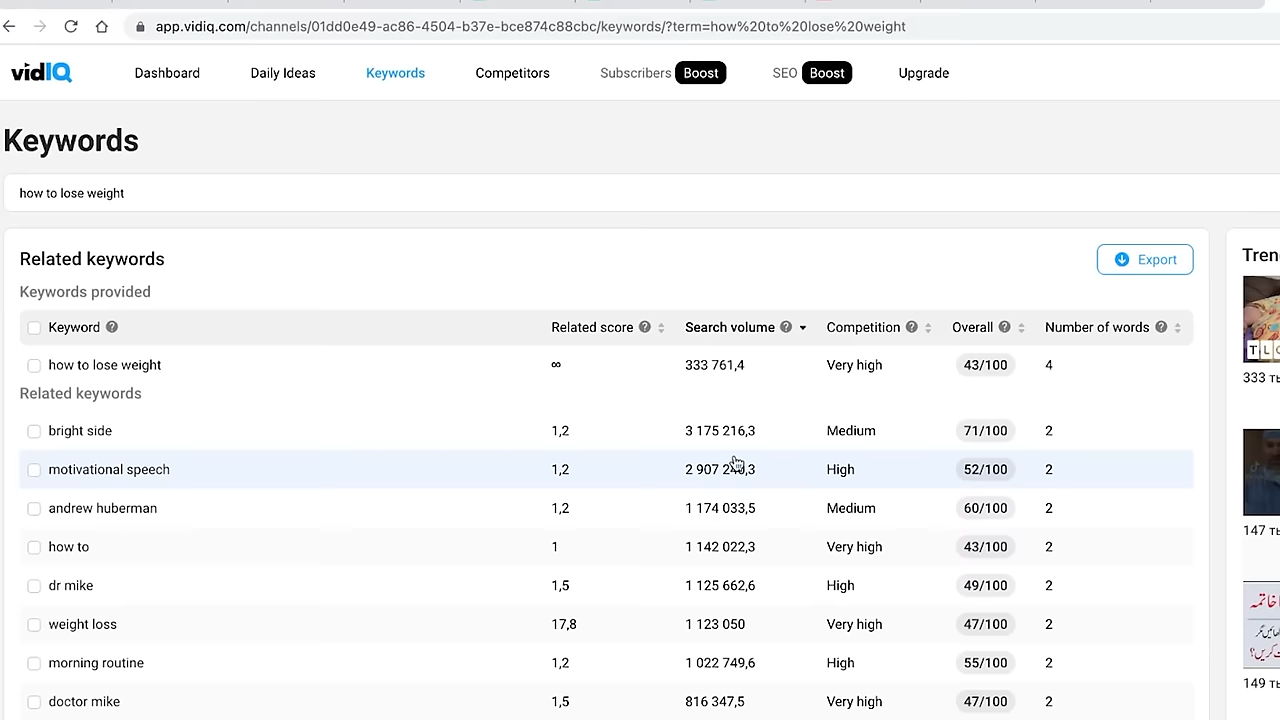 app.vidiq.com/channels/01dd0e49-ac86-4504-b37e-bce874c88cbc/keywords/?term=how%20to%20lose%20weight
vidIQ Dashboard Daily Ideas Keywords Competitors Subscribers Boost SEO Boost Upgrade
Keywords
how to lose weight
Related keywords Export
Keywords provided
Keyword Related score Search volume Competition Overall Number of words
how to lose weight ∞ 333 761,4 Very high 43/100 4
Related keywords
bright side 1,2 3 175 216,3 Medium 71/100 2
motivational speech 1,2 2 907 ,3 High 52/100 2
andrew huberman 1,2 1 174 033,5 Medium 60/100 2
how to 1 1 142 022,3 Very high 43/100 2
dr mike 1,5 1 125 662,6 High 49/100 2
weight loss 17,8 1 123 050 Very high 47/100 2
morning routine 1,2 1 022 749,6 High 55/100 2
doctor mike 1,5 816 347,5 Very high 47/100 2
Tren
TLC
333 ть
147 ть
149 ть